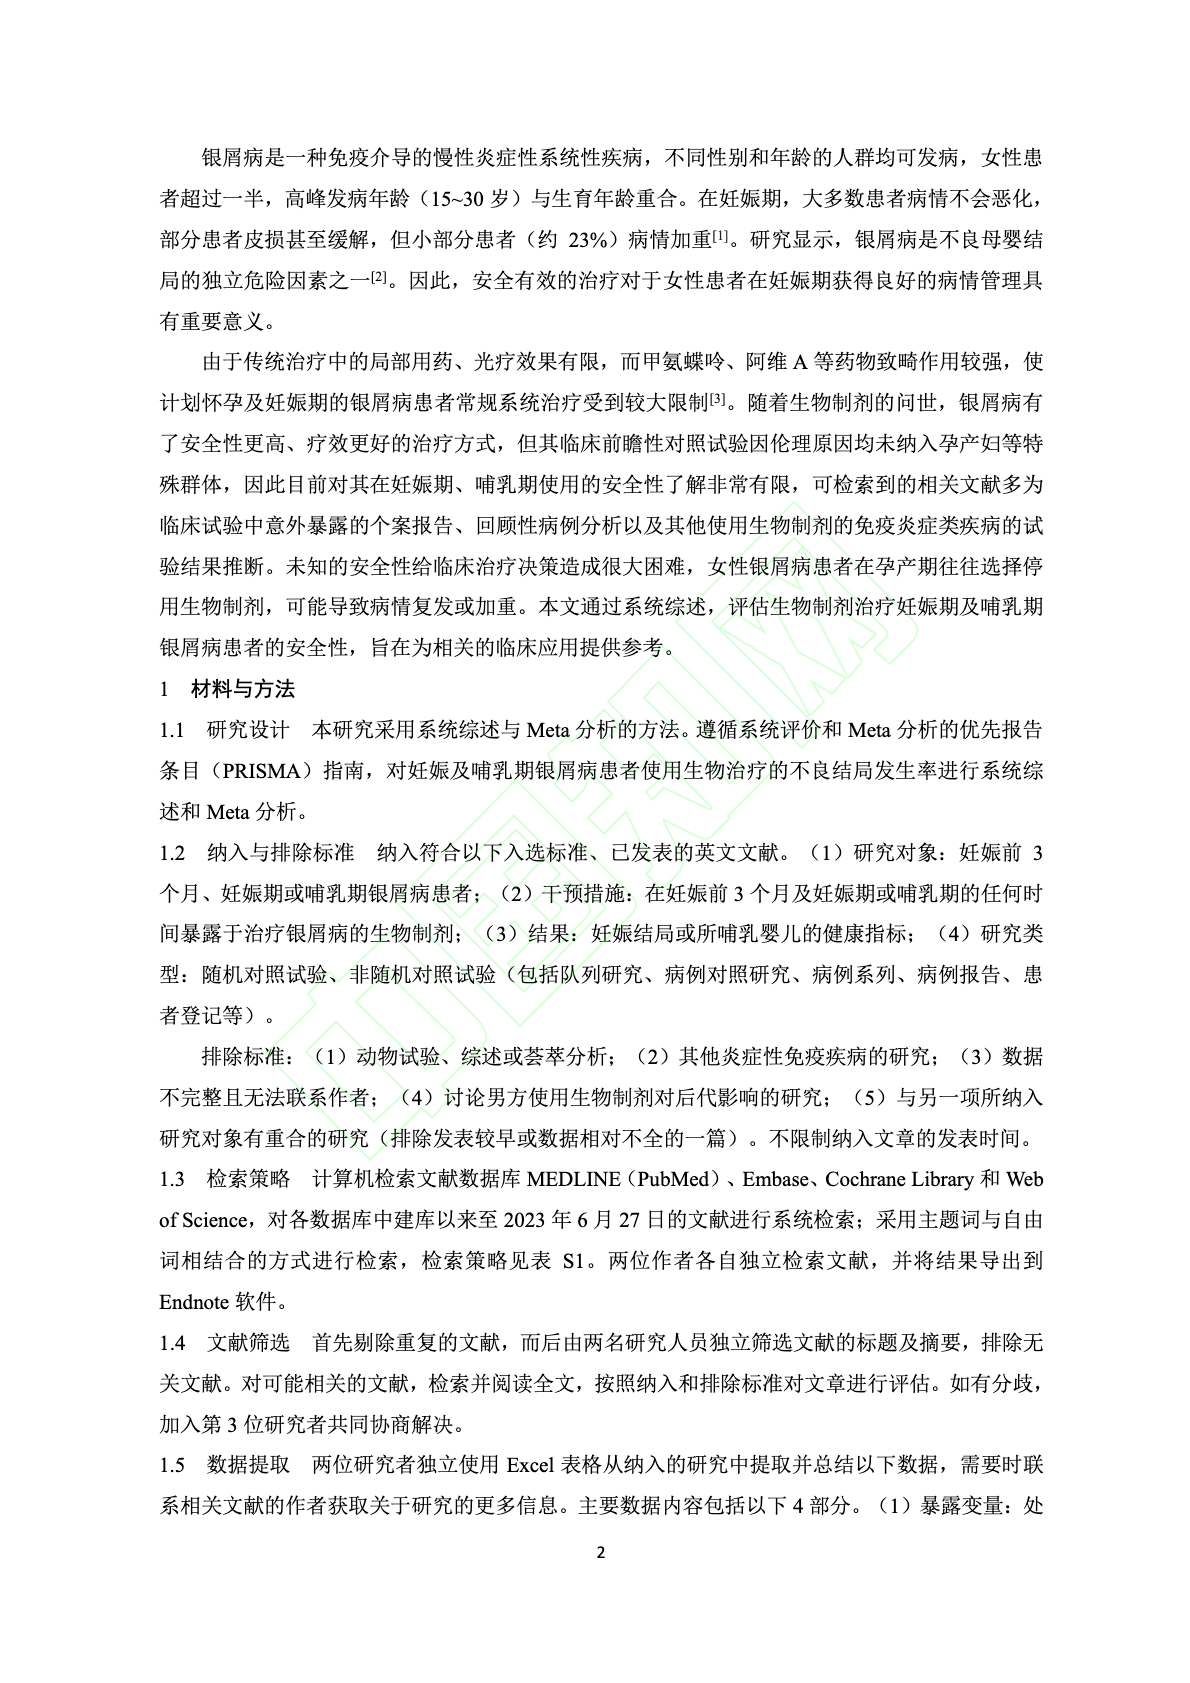 银屑病是一种免疫介导的慢性炎症性系统性疾病，不同性别和年龄的人群均可发病，女性患
者超过一半，高峰发病年龄（15~30 岁）与生育年龄重合。在妊娠期，大多数患者病情不会恶化，
部分患者皮损甚至缓解，但小部分患者（约 23%）病情加重[1]。研究显示，银屑病是不良母婴结
局的独立危险因素之一[2]。因此，安全有效的治疗对于女性患者在妊娠期获得良好的病情管理具
有重要意义。
由于传统治疗中的局部用药、光疗效果有限，而甲氨蝶呤、阿维 A 等药物致畸作用较强，使
计划怀孕及妊娠期的银屑病患者常规系统治疗受到较大限制[3]。随着生物制剂的问世，银屑病有
了安全性更高、疗效更好的治疗方式，但其临床前瞻性对照试验因伦理原因均未纳入孕产妇等特
殊群体，因此目前对其在妊娠期、哺乳期使用的安全性了解非常有限，可检索到的相关文献多为
临床试验中意外暴露的个案报告、回顾性病例分析以及其他使用生物制剂的免疫炎症类疾病的试
验结果推断。未知的安全性给临床治疗决策造成很大困难，女性银屑病患者在孕产期往往选择停
用生物制剂，可能导致病情复发或加重。本文通过系统综述，评估生物制剂治疗妊娠期及哺乳期
银屑病患者的安全性，旨在为相关的临床应用提供参考。
1 材料与方法
1.1 研究设计 本研究采用系统综述与 Meta 分析的方法。遵循系统评价和 Meta 分析的优先报告
条目（PRISMA）指南，对妊娠及哺乳期银屑病患者使用生物治疗的不良结局发生率进行系统综
述和 Meta 分析。
1.2 纳入与排除标准 纳入符合以下入选标准、已发表的英文文献。（1）研究对象：妊娠前 3
个月、妊娠期或哺乳期银屑病患者；（2）干预措施：在妊娠前 3 个月及妊娠期或哺乳期的任何时
间暴露于治疗银屑病的生物制剂；（3）结果：妊娠结局或所哺乳婴儿的健康指标；（4）研究类
型：随机对照试验、非随机对照试验（包括队列研究、病例对照研究、病例系列、病例报告、患
者登记等）。
排除标准：（1）动物试验、综述或荟萃分析；（2）其他炎症性免疫疾病的研究；（3）数据
不完整且无法联系作者；（4）讨论男方使用生物制剂对后代影响的研究；（5）与另一项所纳入
研究对象有重合的研究（排除发表较早或数据相对不全的一篇）。不限制纳入文章的发表时间。
1.3 检索策略 计算机检索文献数据库 MEDLINE（PubMed）、Embase、Cochrane Library 和 Web
of Science，对各数据库中建库以来至 2023 年 6 月 27 日的文献进行系统检索；采用主题词与自由
词相结合的方式进行检索，检索策略见表 S1。两位作者各自独立检索文献，并将结果导出到
Endnote 软件。
1.4 文献筛选 首先剔除重复的文献，而后由两名研究人员独立筛选文献的标题及摘要，排除无
关文献。对可能相关的文献，检索并阅读全文，按照纳入和排除标准对文章进行评估。如有分歧，
加入第 3 位研究者共同协商解决。
1.5 数据提取 两位研究者独立使用 Excel 表格从纳入的研究中提取并总结以下数据，需要时联
系相关文献的作者获取关于研究的更多信息。主要数据内容包括以下 4 部分。（1）暴露变量：处
2
中国知网